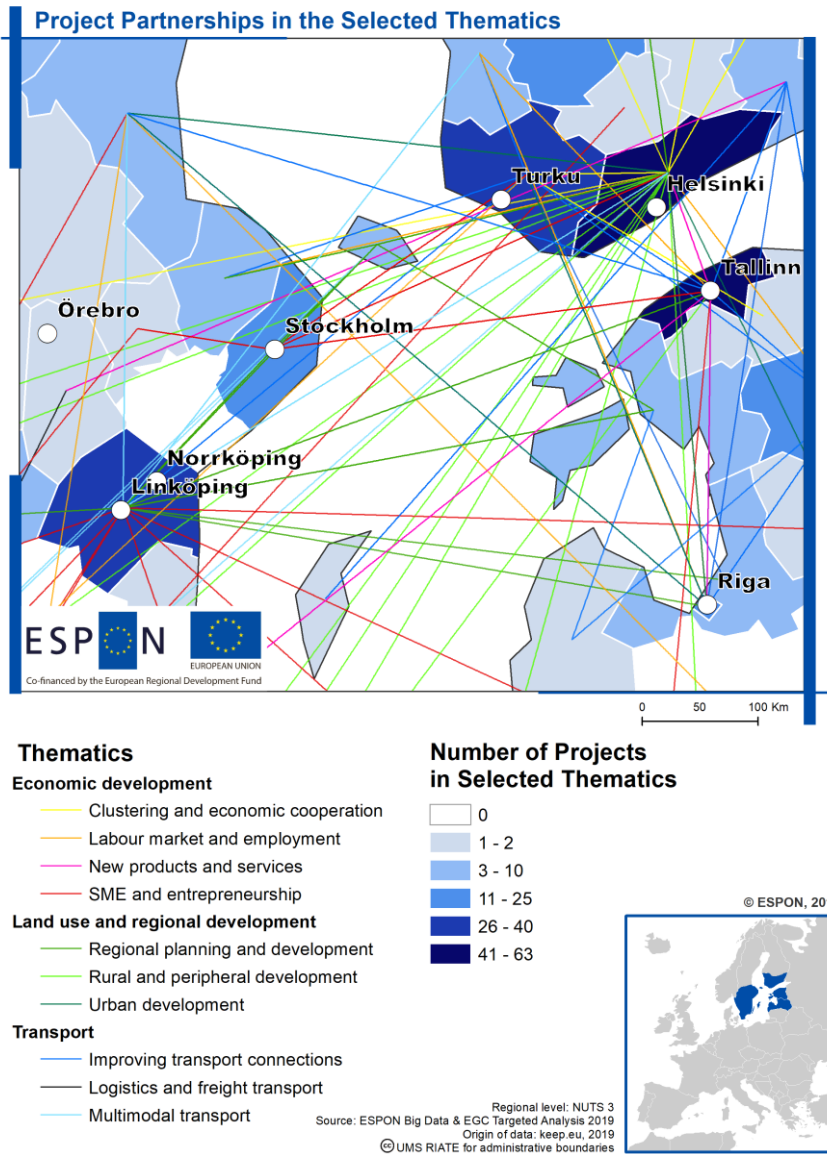 Project Partnerships in the Selected Thematics
Turku
Helsinki
Tallinn
Örebro
Stockholm
Norrköping
Linköping
Riga
ESPON
EUROPEAN UNION
Co-financed by the European Regional Development Fund
0 50 100 Km
Thematics
Economic development
Clustering and economic cooperation
Labour market and employment
New products and services
SME and entrepreneurship
Land use and regional development
Regional planning and development
Rural and peripheral development
Urban development
Transport
Improving transport connections
Logistics and freight transport
Multimodal transport
Number of Projects
in Selected Thematics
0
1 - 2
3 - 10
11 - 25
26 - 40
41 - 63
© ESPON, 20
Regional level: NUTS 3
Source: ESPON Big Data & EGC Targeted Analysis 2019
Origin of data: keep.eu, 2019
UMS RIATE for administrative boundaries